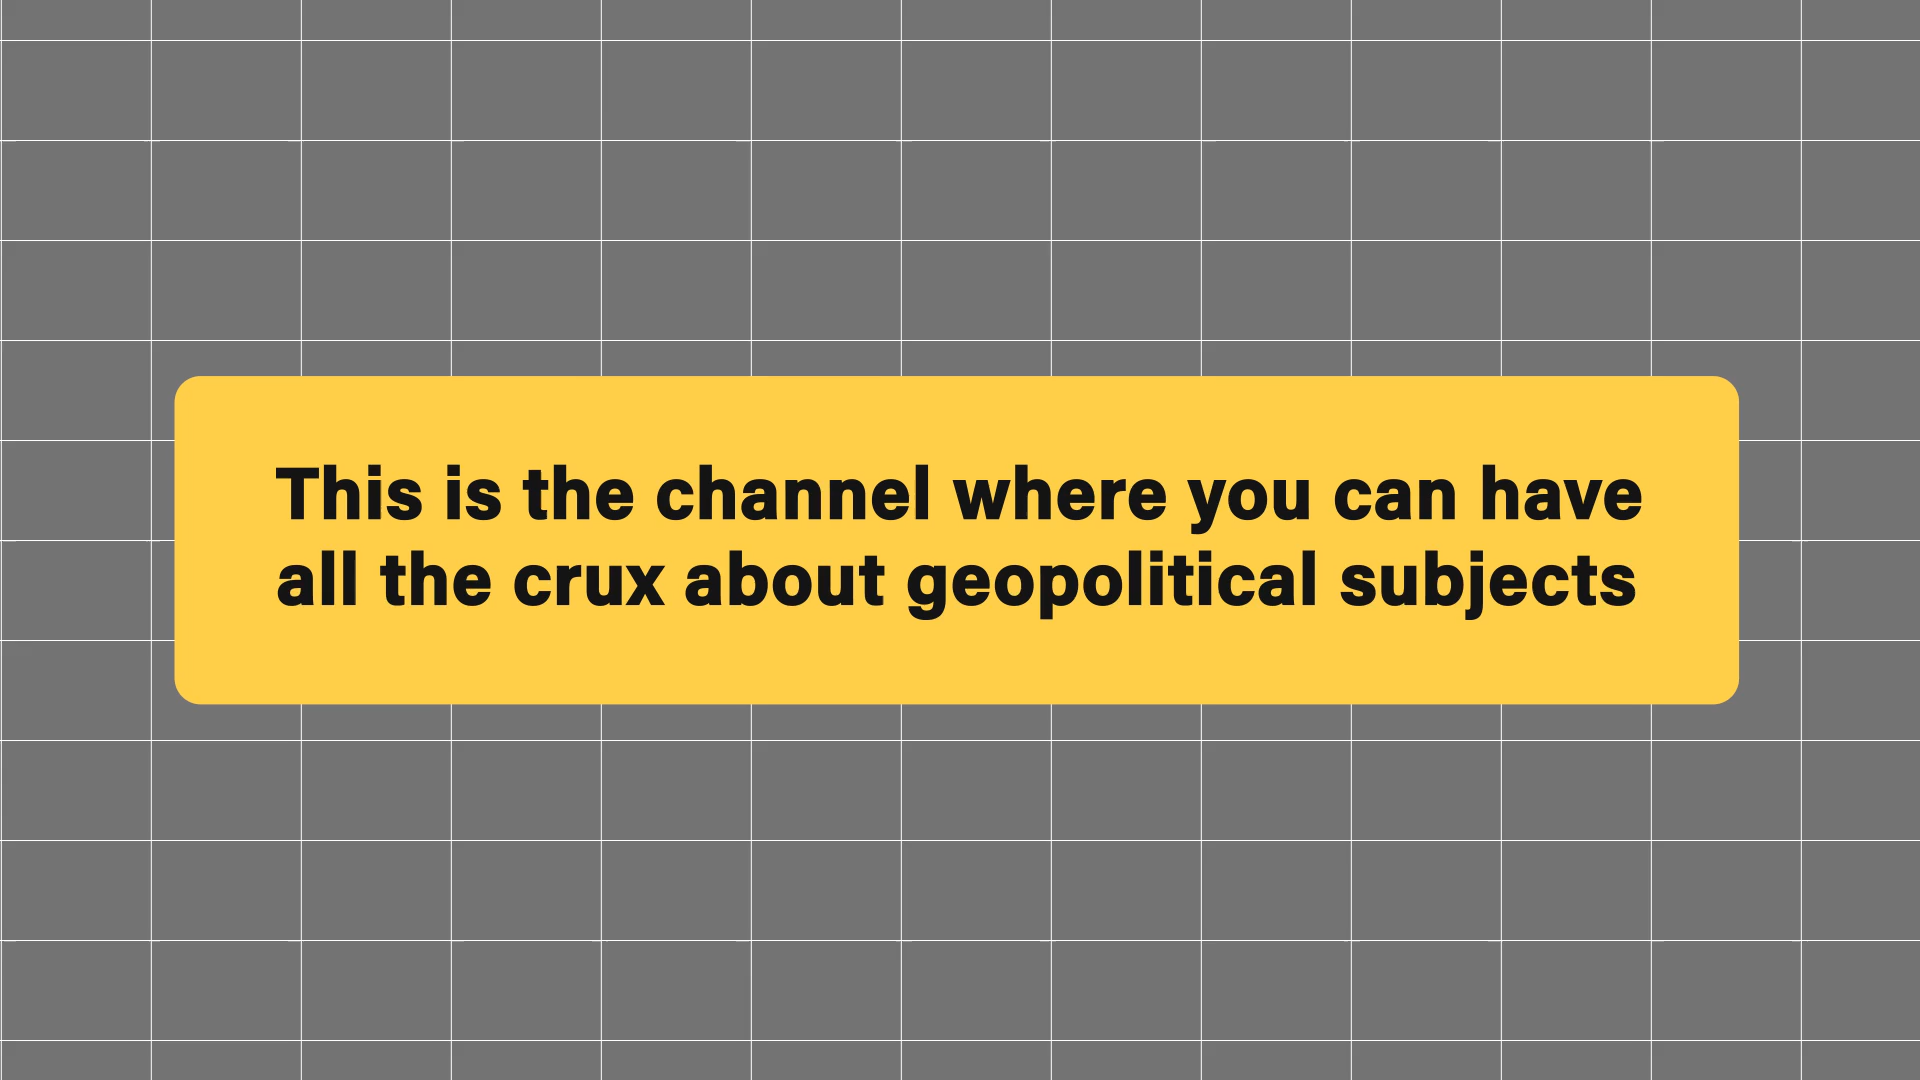 This is the channel where you can have
all the crux about geopolitical subjects